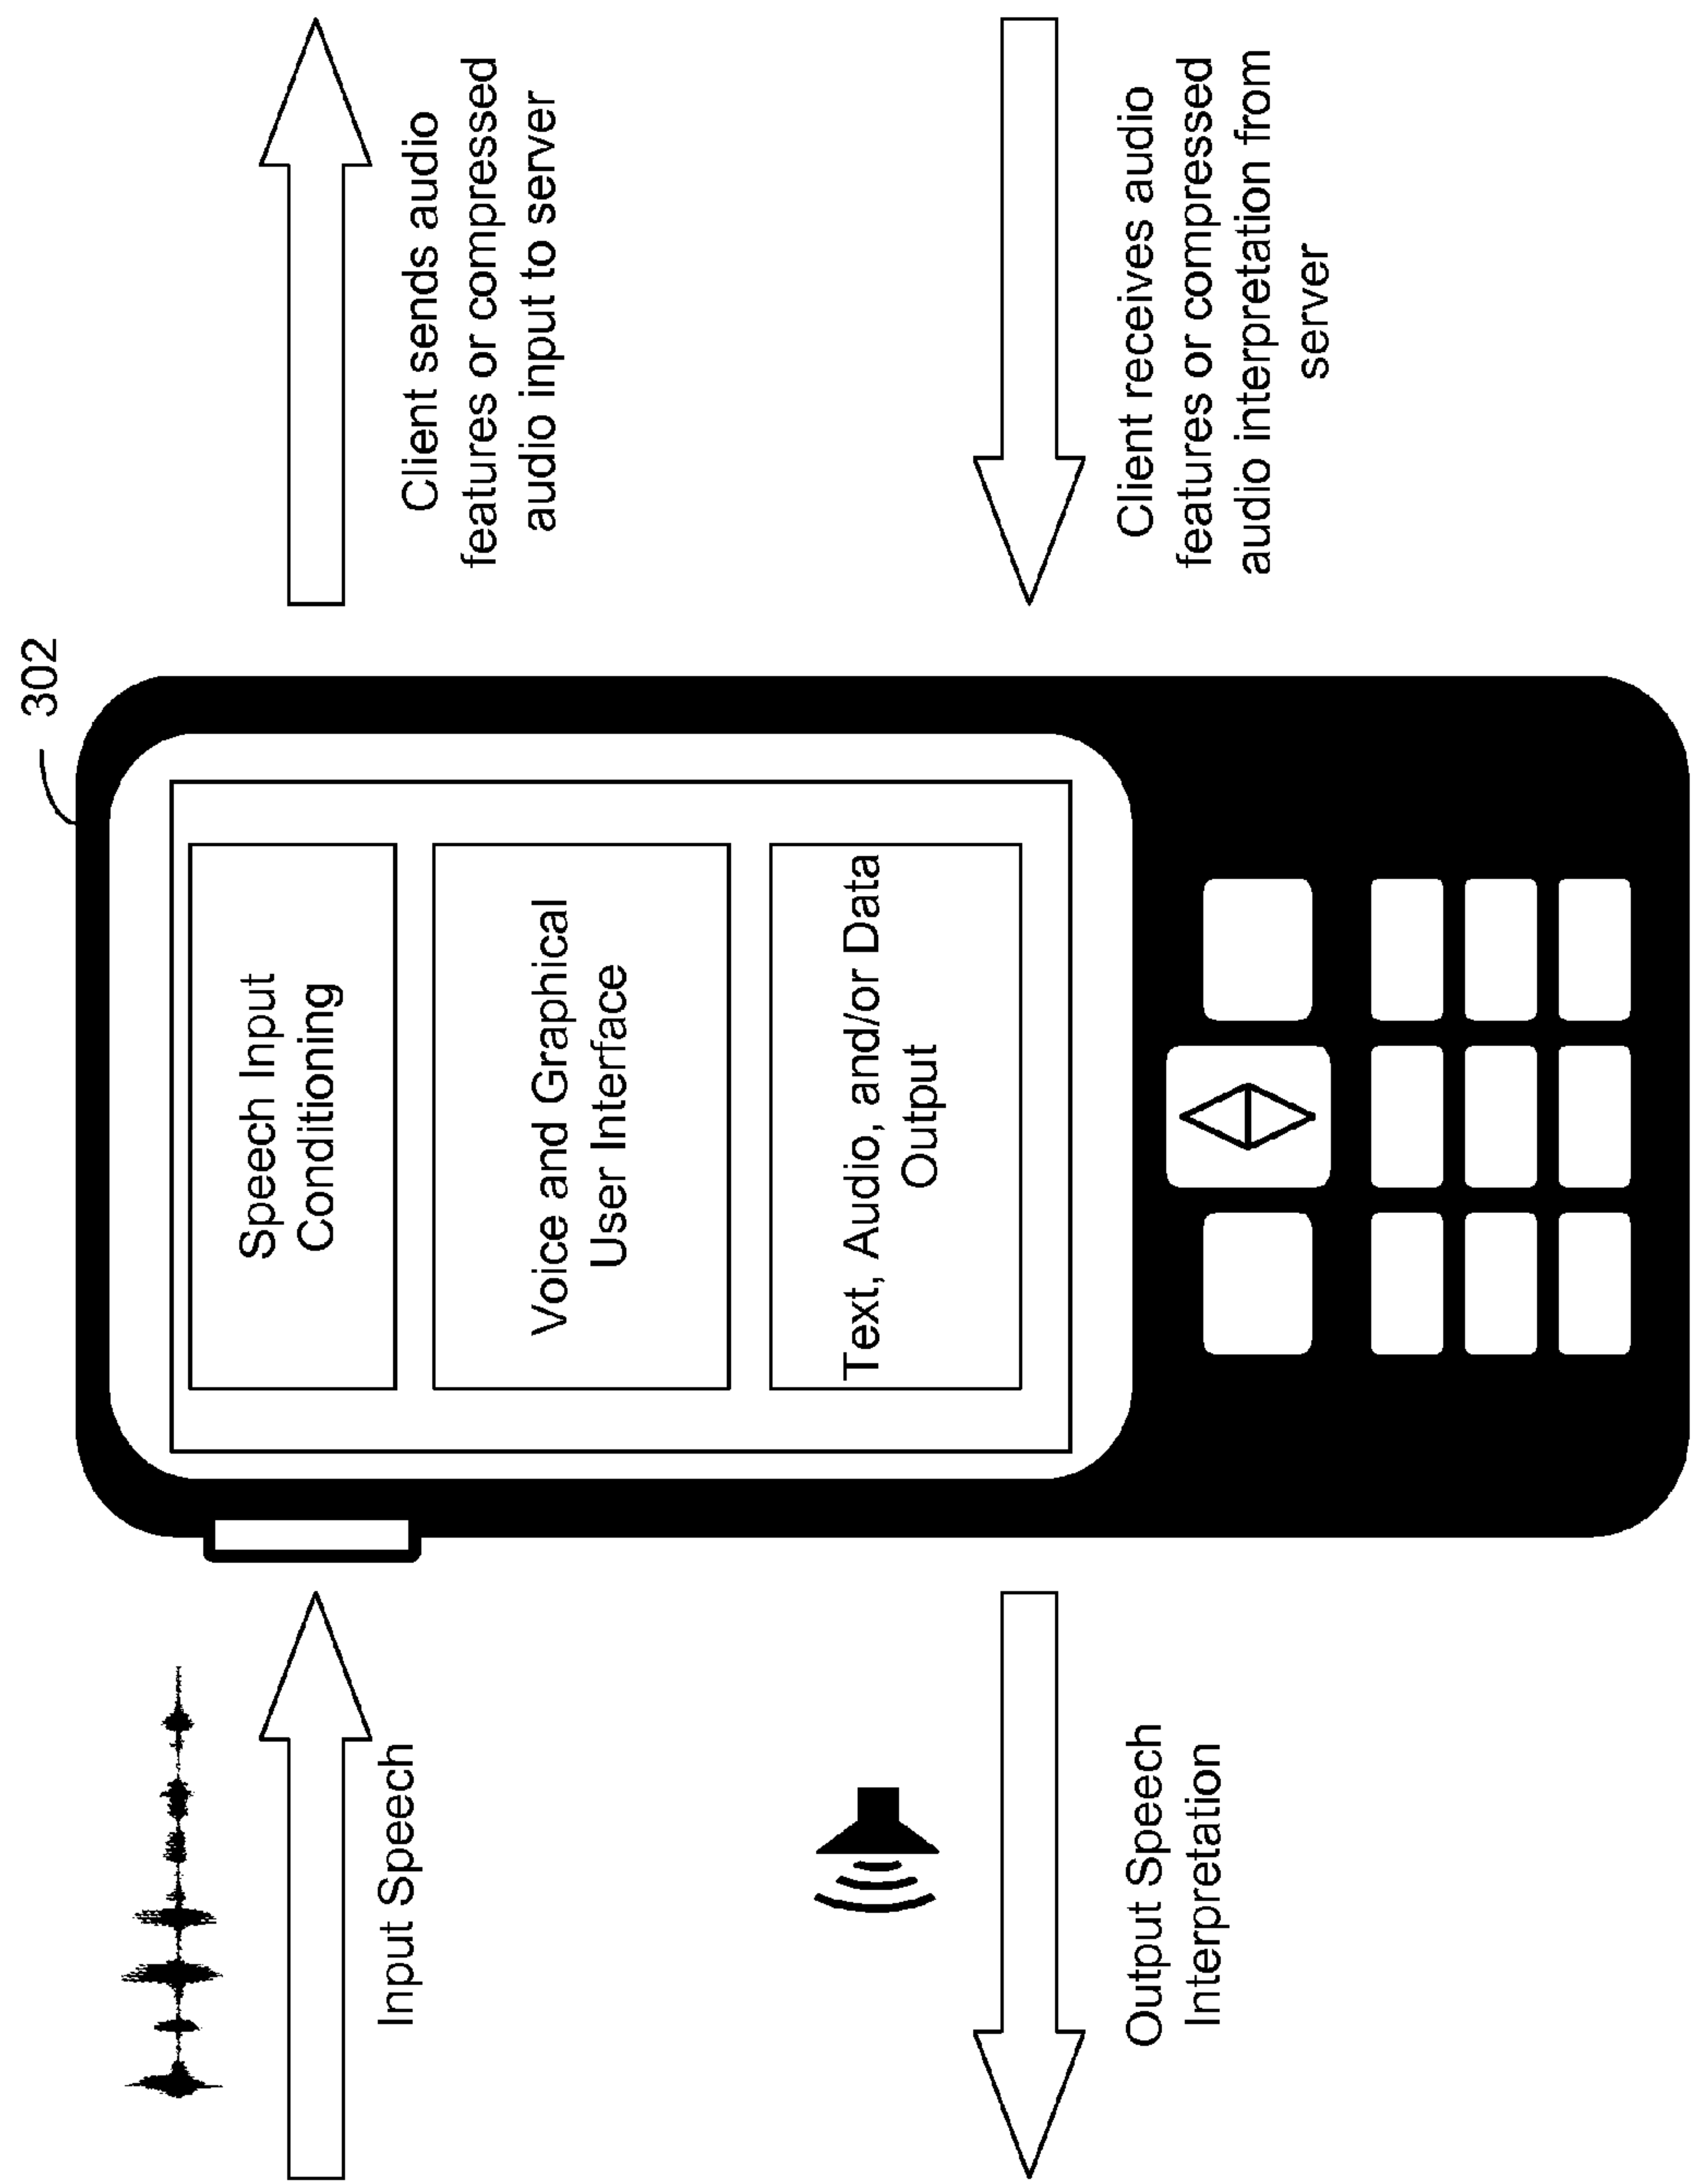 302
Input Speech
Speech Input
Conditioning
Client sends audio
features or compressed
audio input to server
Voice and Graphical
User Interface
Text, Audio, and/or Data
Output
Output Speech
Interpretation
Client receives audio
features or compressed
audio interpretation from
server